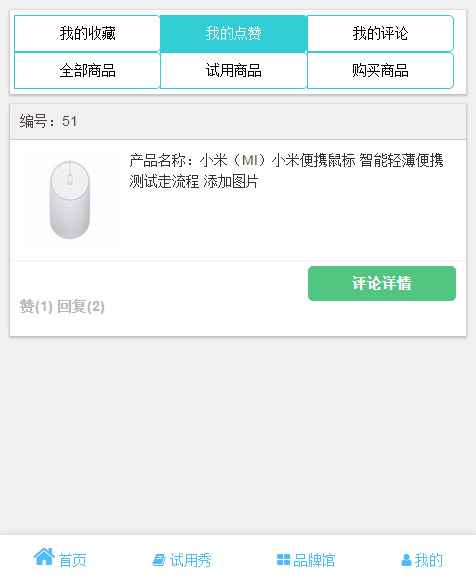 我的收藏 我的点赞 我的评论
全部商品 试用商品 购买商品
编号：51
产品名称：小米（MI）小米便携鼠标 智能轻薄便携
测试走流程 添加图片
评论详情
赞(1) 回复(2)
首页 试用秀 品牌馆 我的